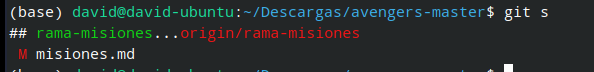 (base) david@david-ubuntu:~/Descargas/avengers-master$ git s
## rama-misiones...origin/rama-misiones
 M misiones.md